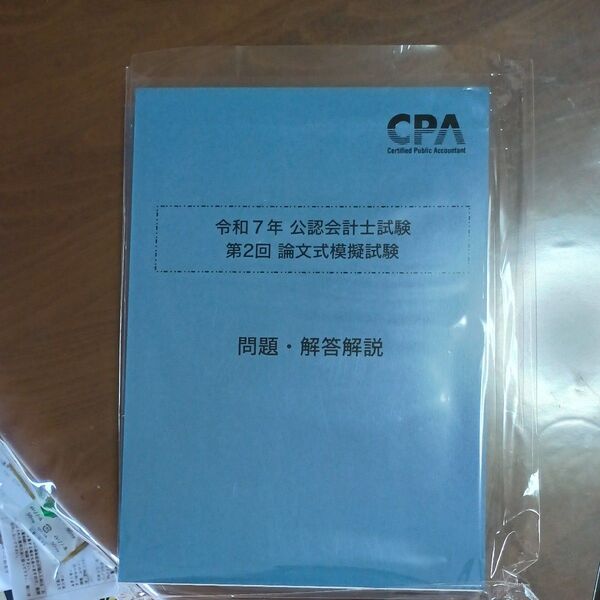 CPA
Certified Public Accountant
令和７年 公認会計士試験
第2回 論文式模擬試験
問題・解答解説